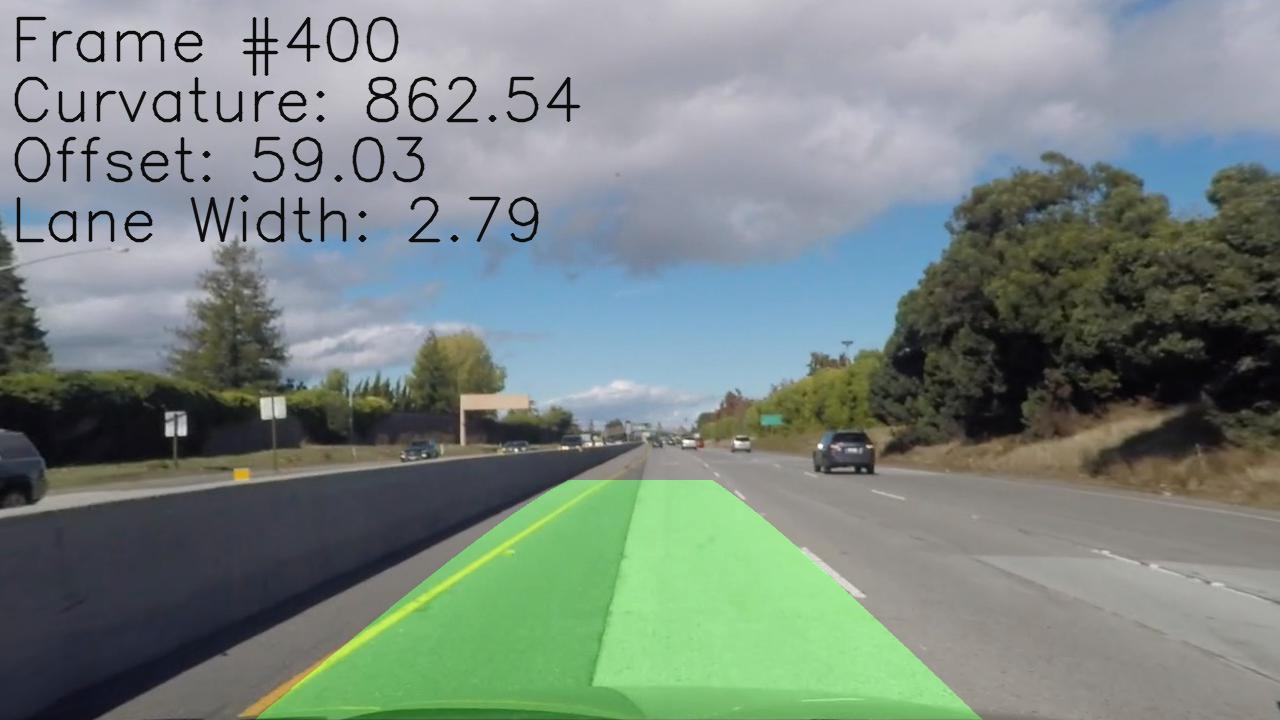 Frame #400
Curvature: 862.54
Offset: 59.03
Lane Width: 2.79